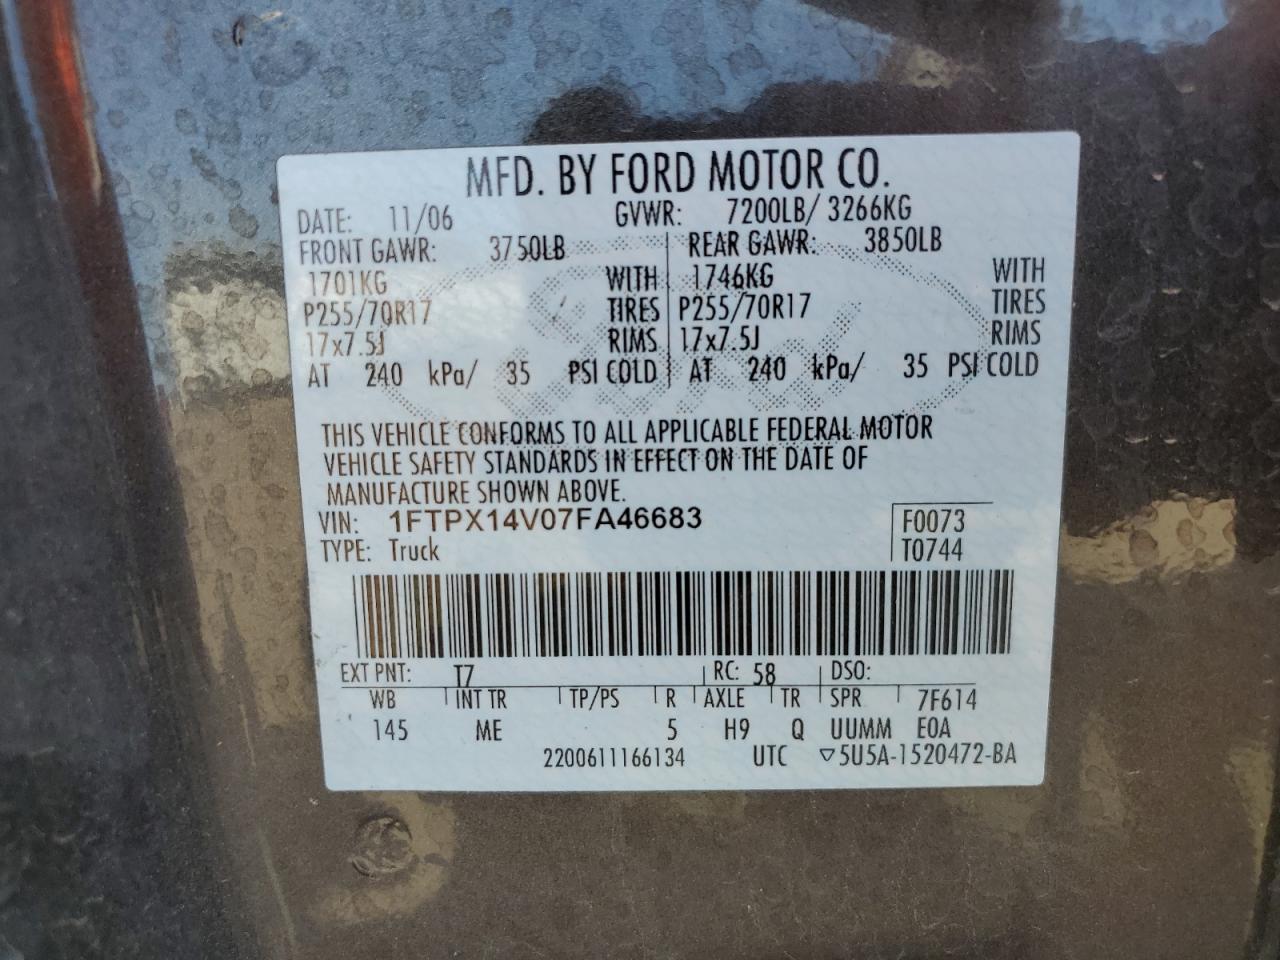 MFD. BY FORD MOTOR CO.
DATE: 11/06 GVWR: 7200LB/ 3266KG
FRONT GAWR: 3750LB REAR GAWR: 3850LB
1701KG WITH 1746KG WITH
P255/70R17 TIRES P255/70R17 TIRES
17x7.5J RIMS 17x7.5J RIMS
AT 240 kPa/ 35 PSI COLD AT 240 kPa/ 35 PSI COLD
THIS VEHICLE CONFORMS TO ALL APPLICABLE FEDERAL MOTOR
VEHICLE SAFETY STANDARDS IN EFFECT ON THE DATE OF
MANUFACTURE SHOWN ABOVE.
VIN: 1FTPX14V07FA46683 F0073
TYPE: Truck T0744
EXT PNT: T7 RC: 58 DSO:
WB INT TR TP/PS R AXLE TR SPR 7F614
145 ME 5 H9 Q UUMM E0A
2200611166134 UTC ▽5U5A-1520472-BA